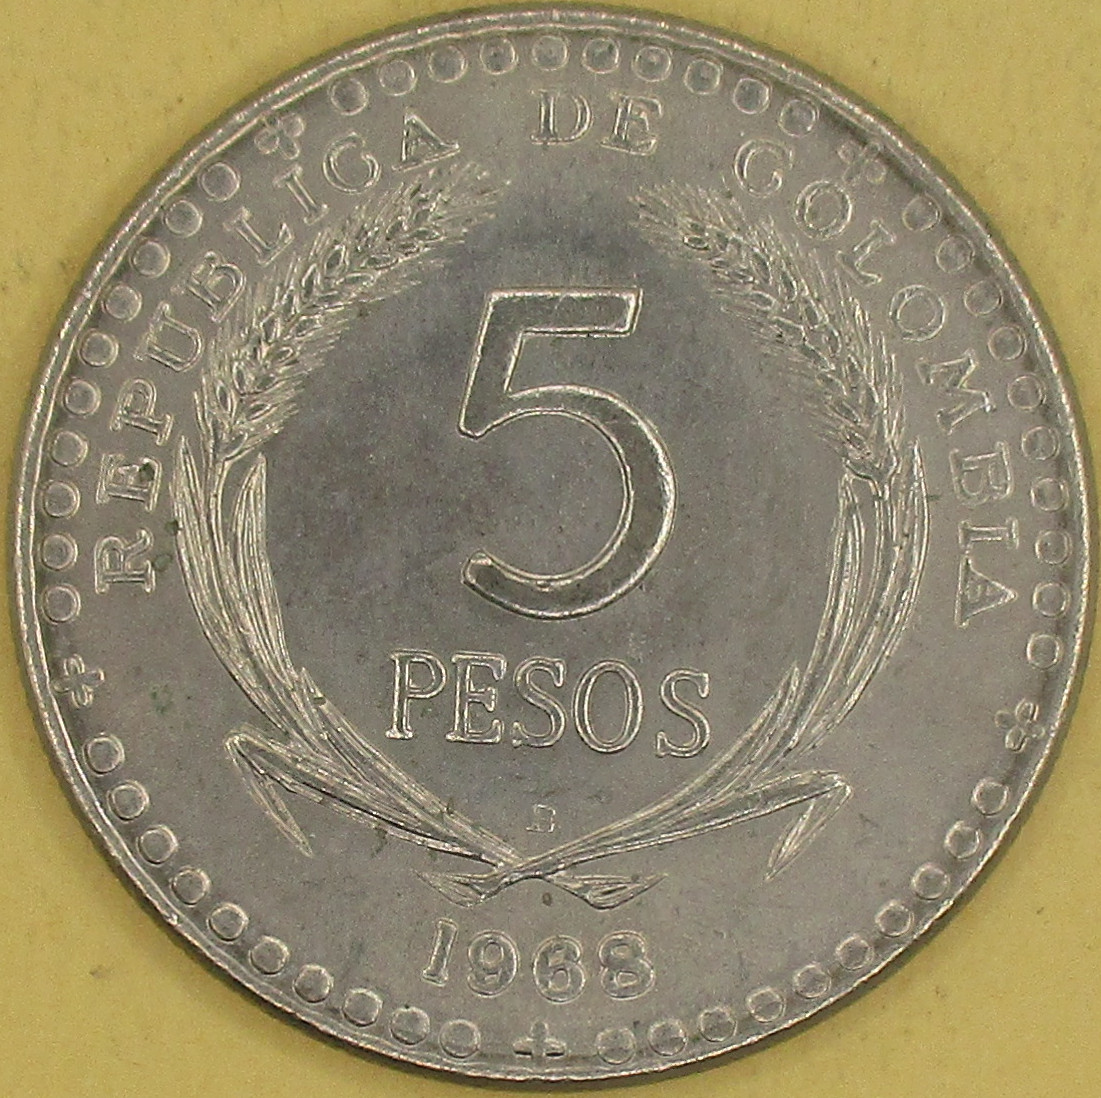 REPUBLICA DE COLOMBIA
5
PESOS
B
1968